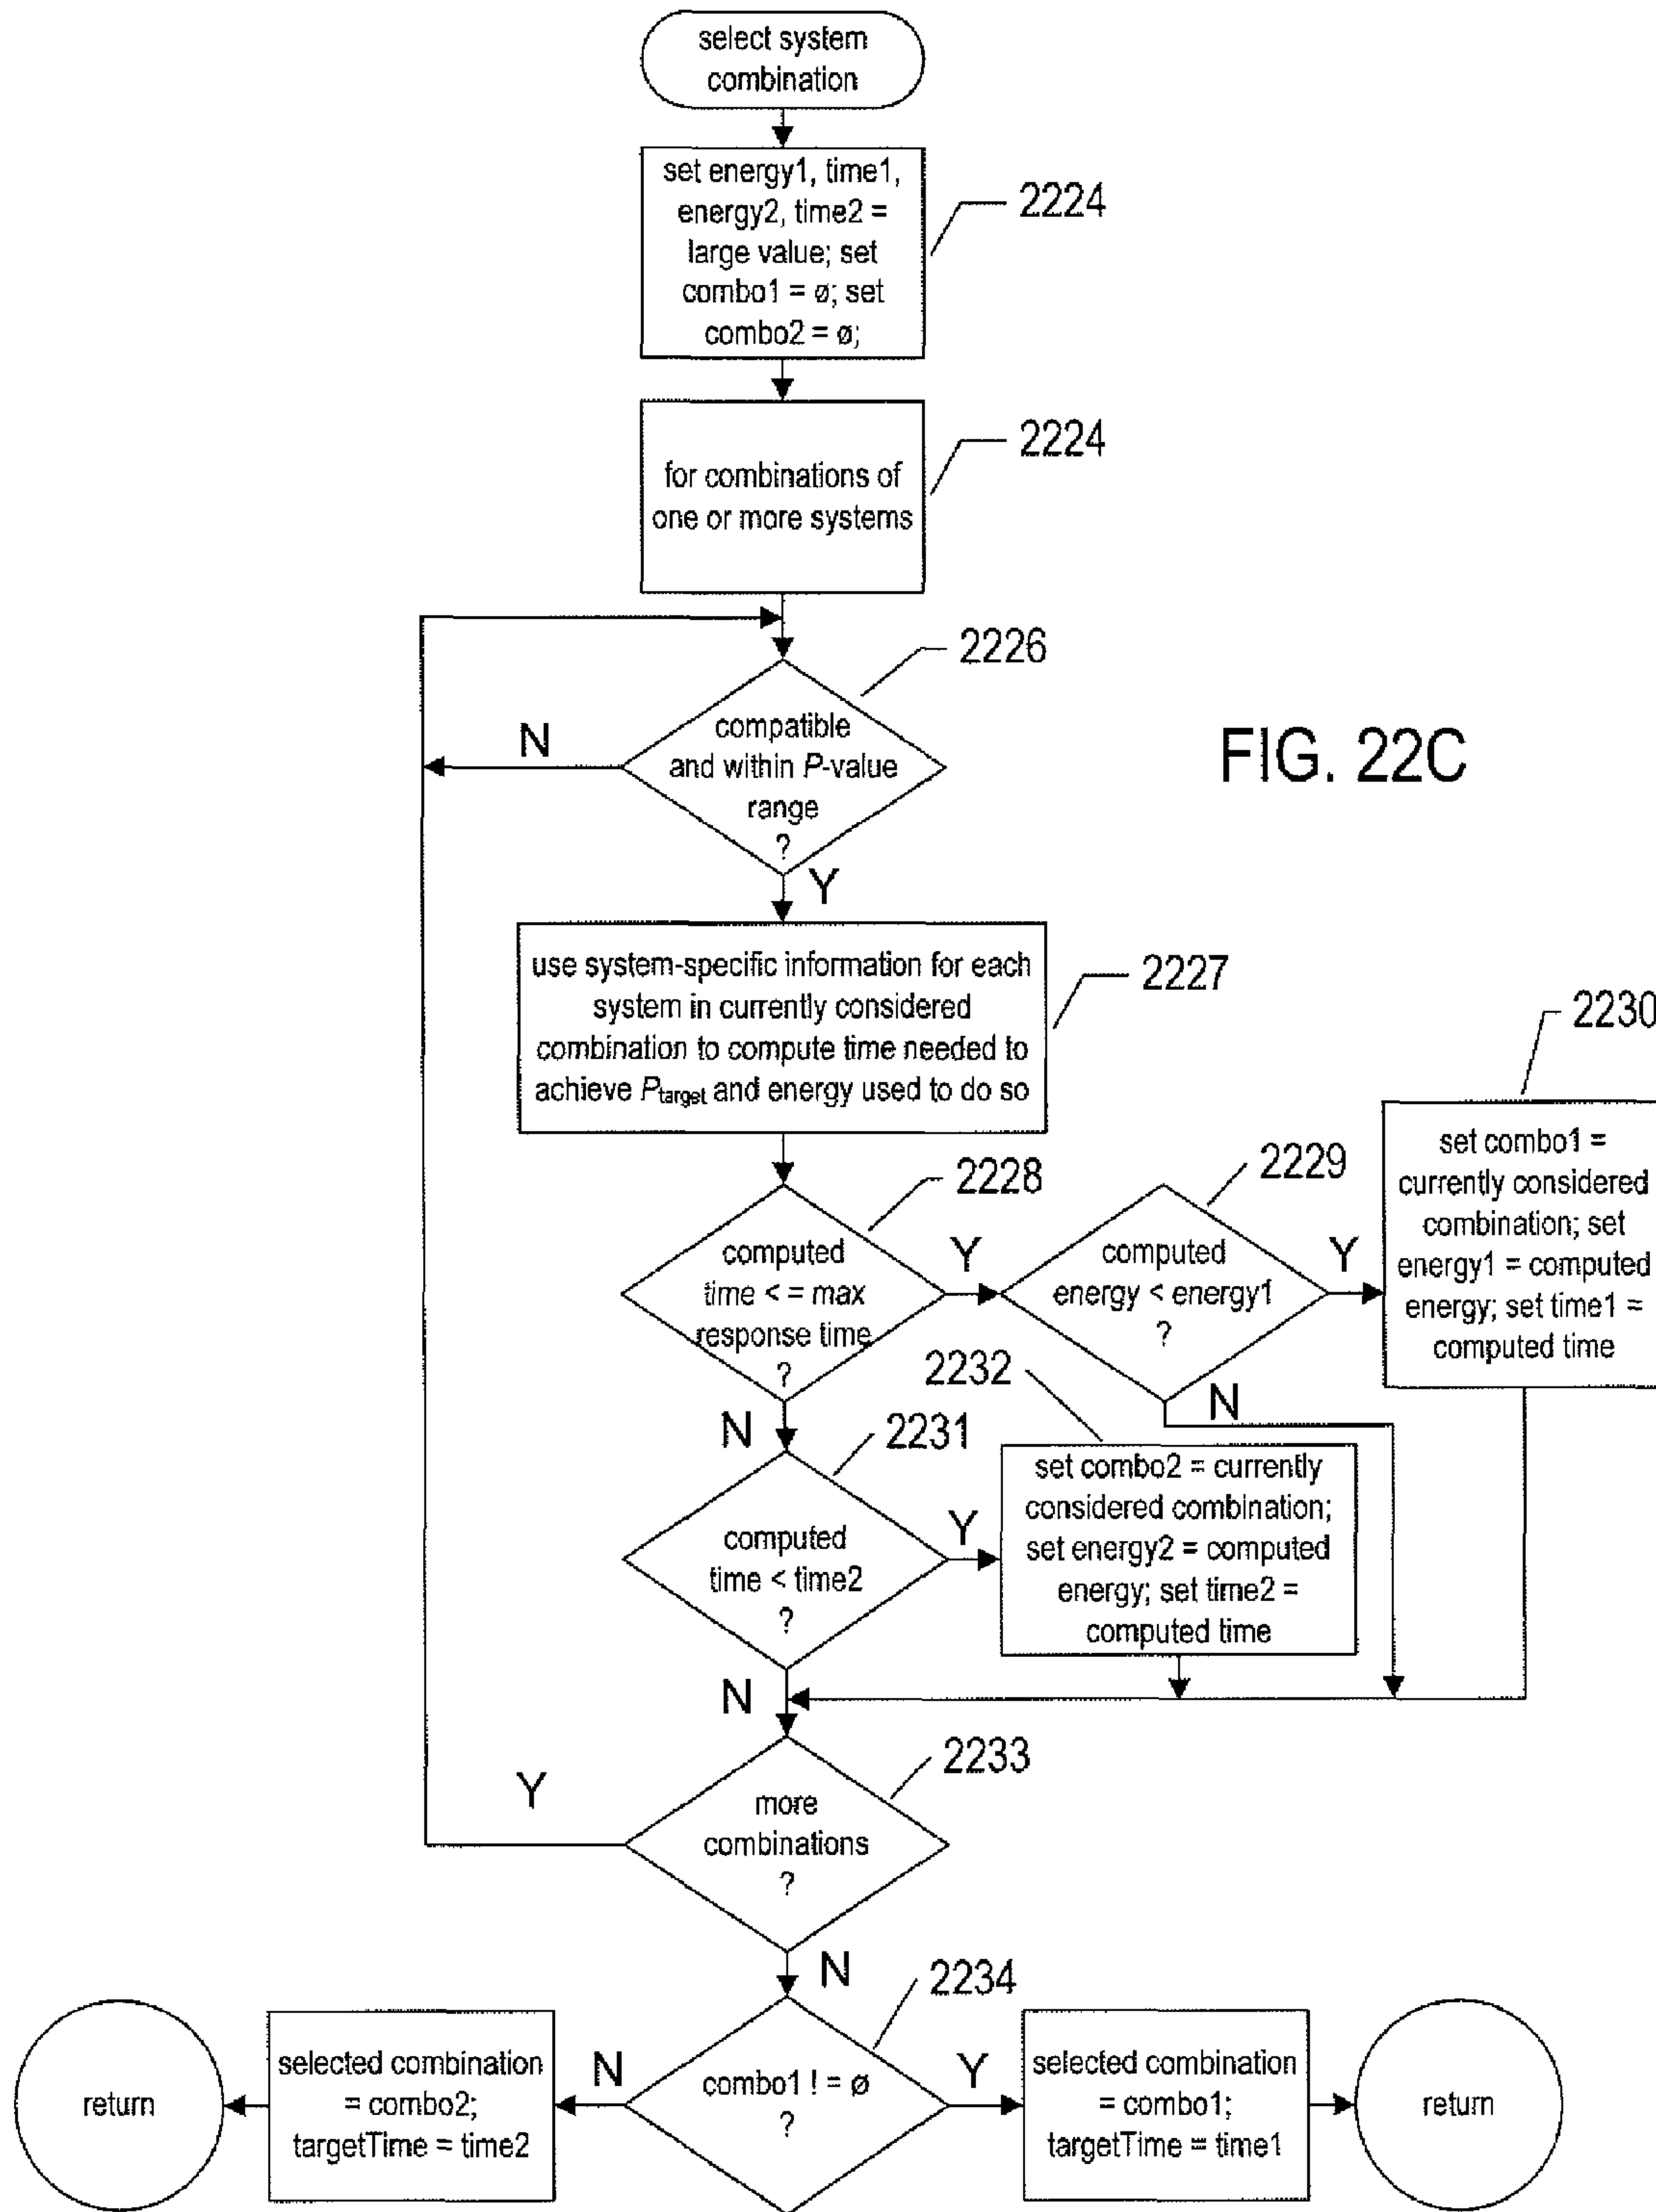 select system
combination
set energy1, time1,
energy2, time2 =
large value; set
combo1 = ø; set
combo2 = ø;
2224
for combinations of
one or more systems
2224
2226
compatible
and within P-value
range
?
N
Y
FIG. 22C
use system-specific information for each
system in currently considered
combination to compute time needed to
achieve Ptarget and energy used to do so
2227
2228
computed
time < = max
response time
?
Y
N
2229
computed
energy < energy1
?
Y
N
2230
set combo1 =
currently considered
combination; set
energy1 = computed
energy; set time1 =
computed time
2231
computed
time < time2
?
Y
N
2232
set combo2 = currently
considered combination;
set energy2 = computed
energy; set time2 =
computed time
2233
more
combinations
?
Y
N
2234
combo1 ! = ø
?
N
Y
selected combination
= combo2;
targetTime = time2
return
selected combination
= combo1;
targetTime = time1
return